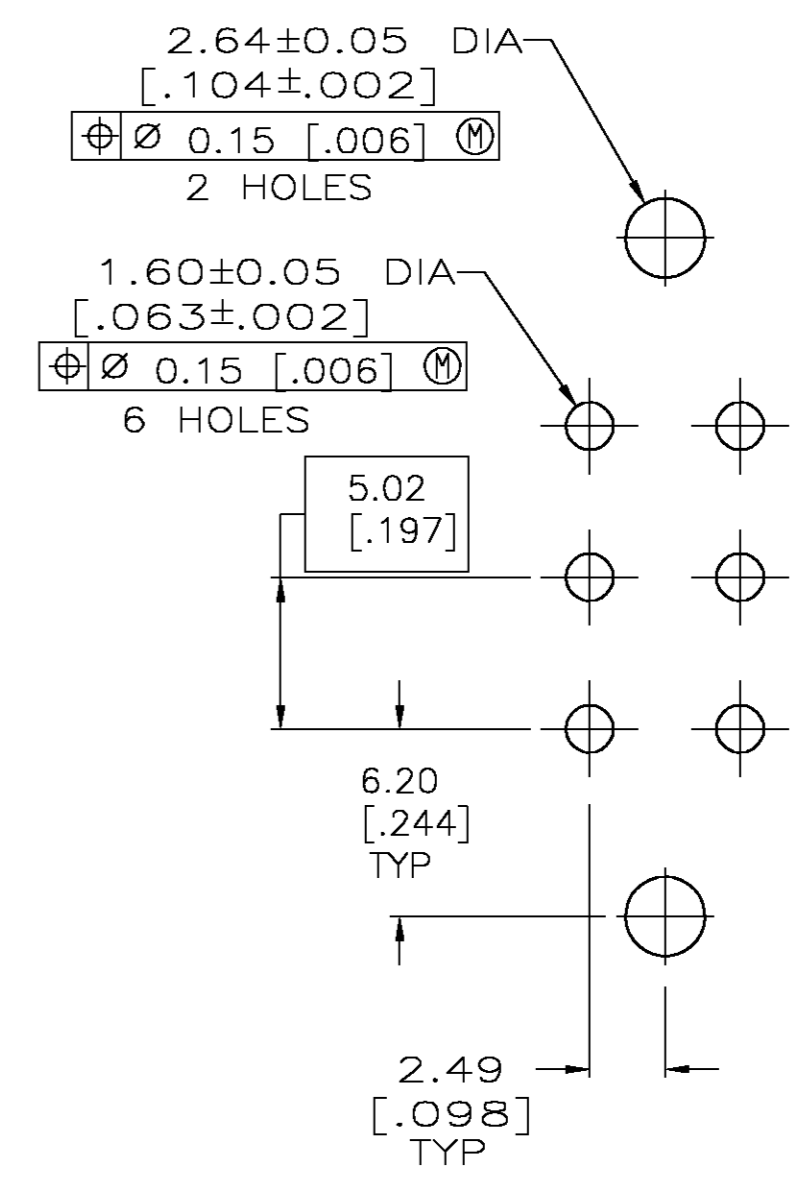 2.64±0.05 DIA
[.104±.002]
⌖ Ø 0.15 [.006] Ⓜ
2 HOLES
1.60±0.05 DIA
[.063±.002]
⌖ Ø 0.15 [.006] Ⓜ
6 HOLES
5.02
[.197]
6.20
[.244]
TYP
2.49
[.098]
TYP